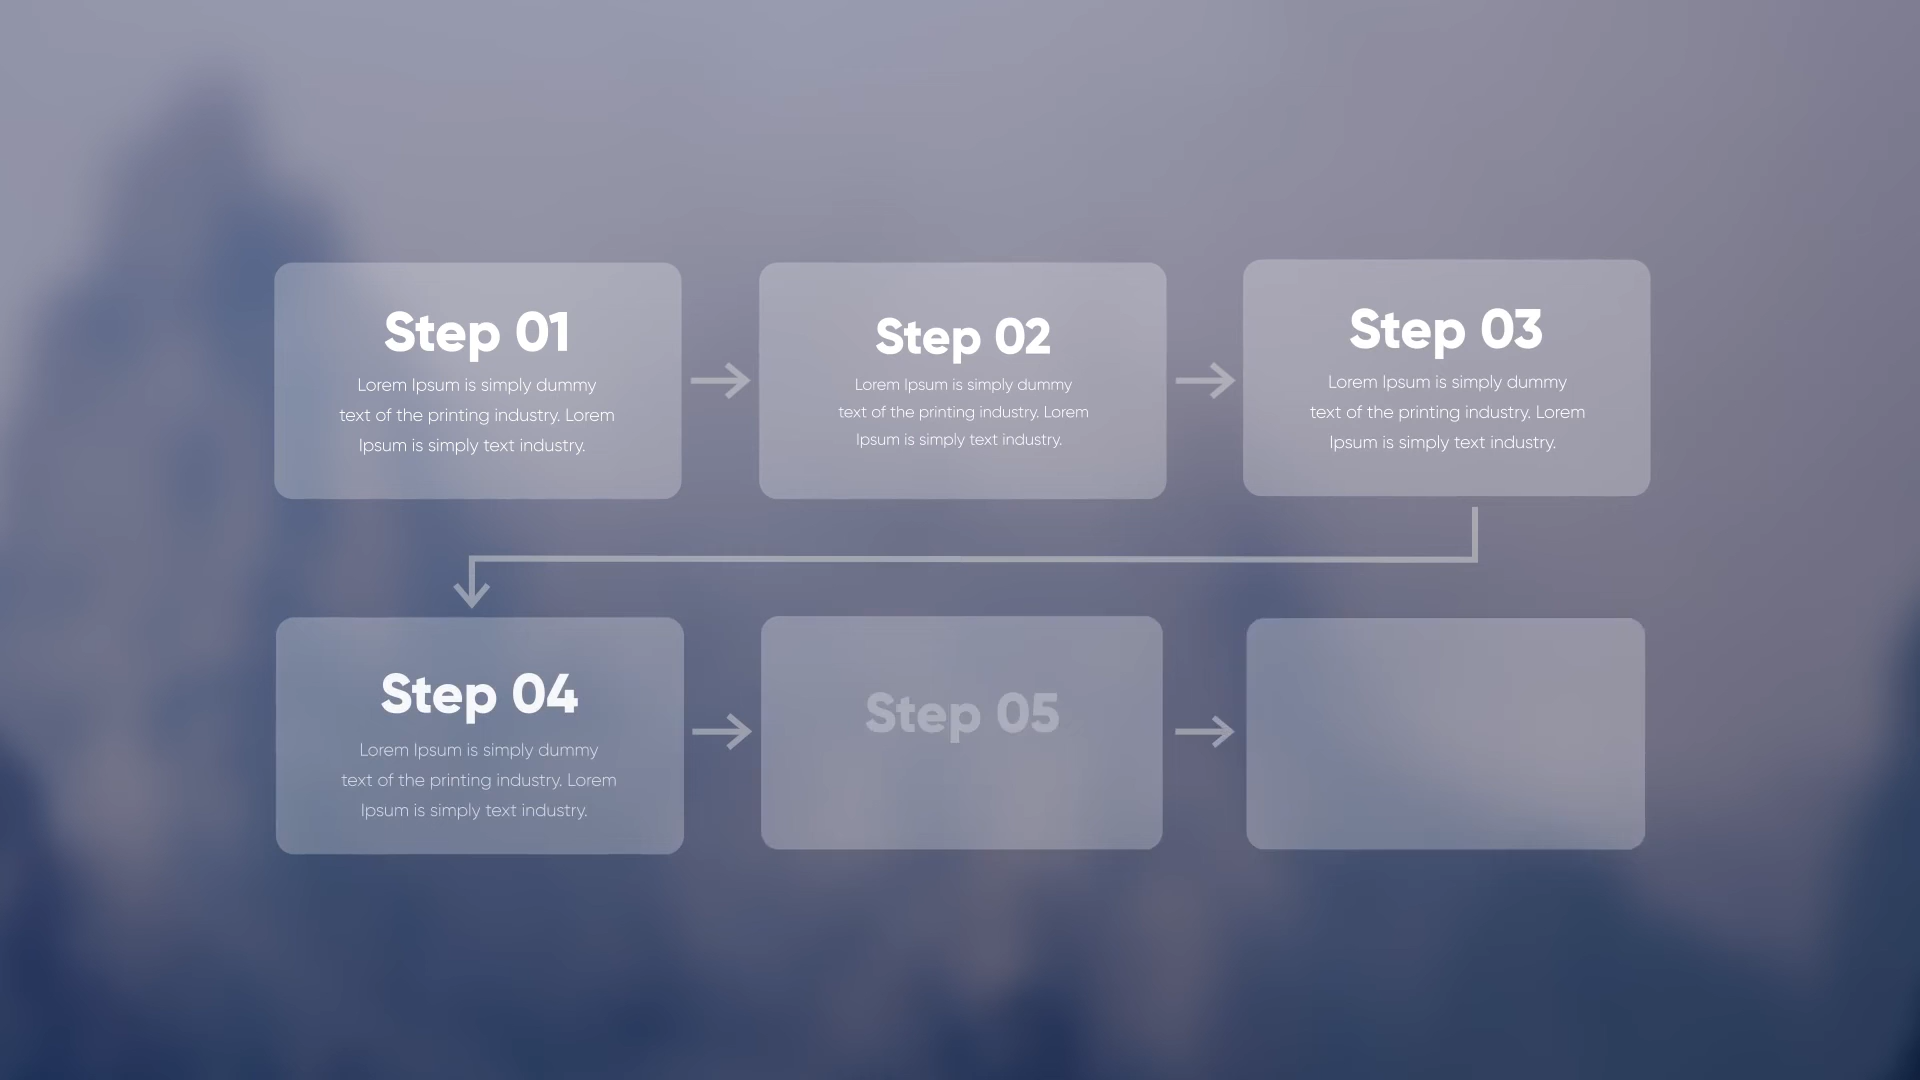 Step 01
Lorem Ipsum is simply dummy
text of the printing industry. Lorem
Ipsum is simply text industry.
Step 02
Lorem Ipsum is simply dummy
text of the printing industry. Lorem
Ipsum is simply text industry.
Step 03
Lorem Ipsum is simply dummy
text of the printing industry. Lorem
Ipsum is simply text industry.
Step 04
Lorem Ipsum is simply dummy
text of the printing industry. Lorem
Ipsum is simply text industry.
Step 05